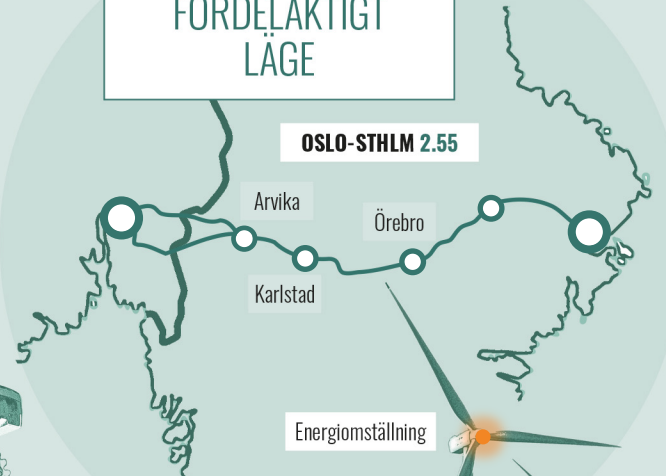 FÖRDELAKTIGT
LÄGE
OSLO-STHLM 2.55
Arvika
Örebro
Karlstad
Energiomställning